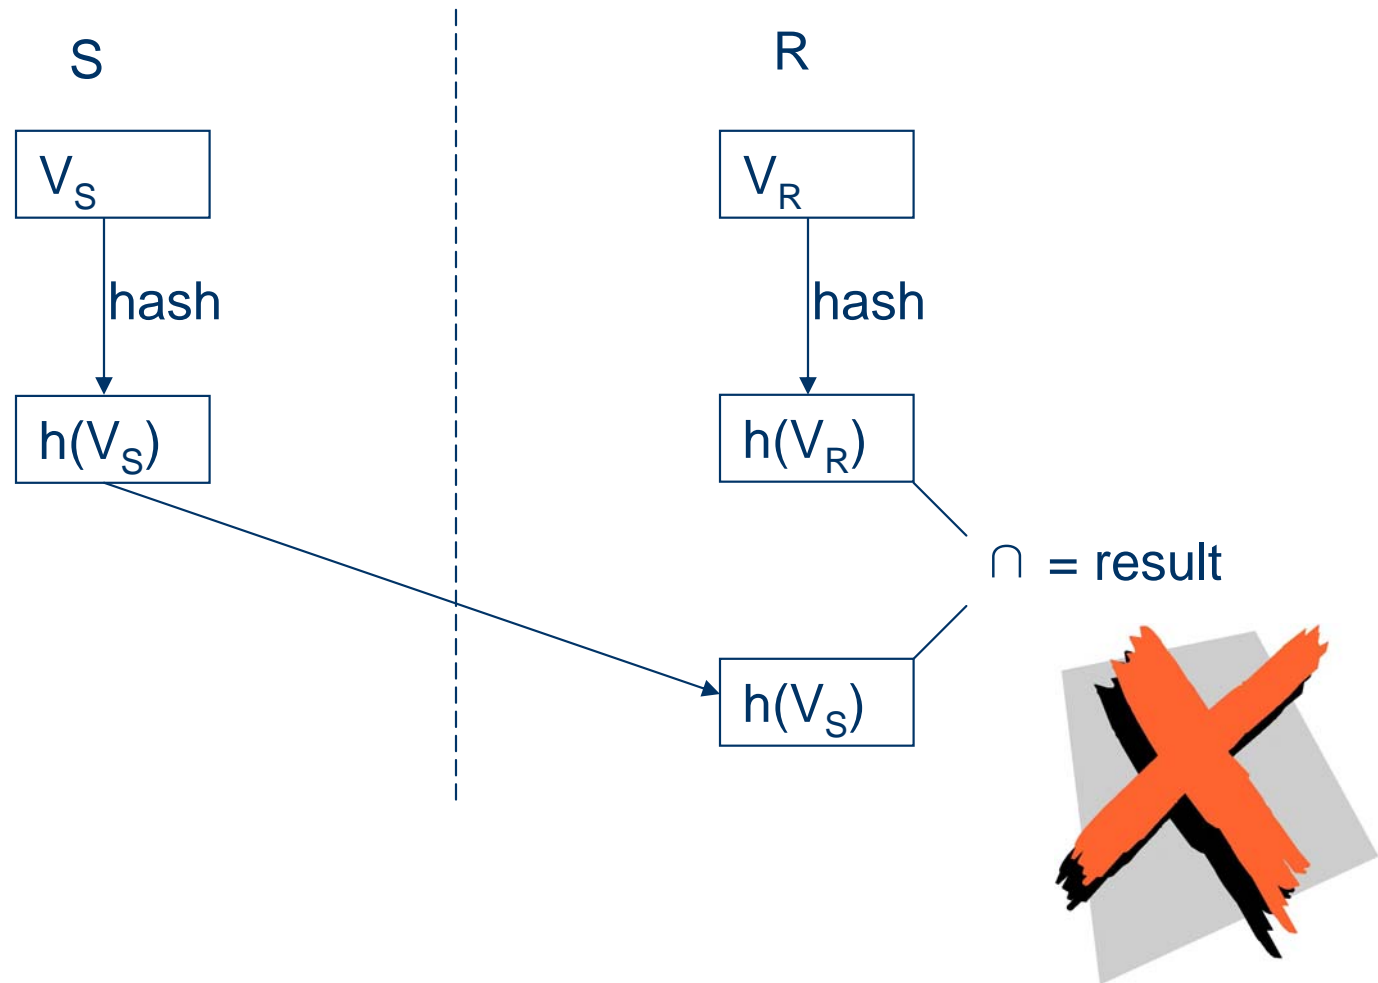 S
R
V_S
V_R
hash
hash
h(V_S)
h(V_R)
∩ = result
h(V_S)